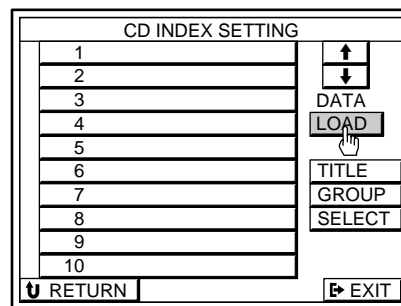 CD INDEX SETTING
1
2
3
4
5
6
7
8
9
10
DATA
LOAD
TITLE
GROUP
SELECT
RETURN
EXIT